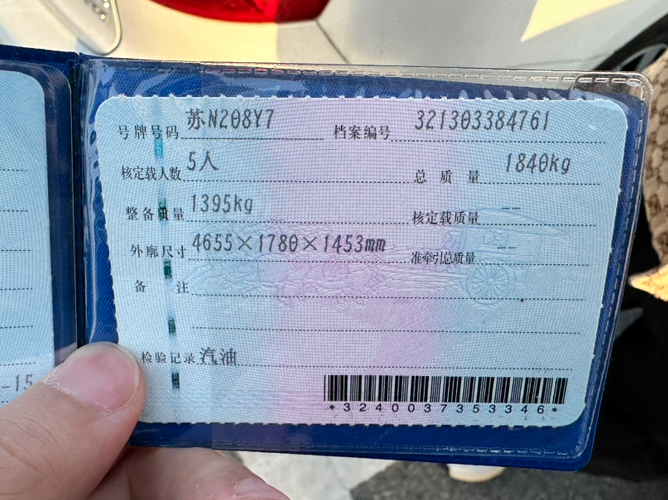 号牌号码 苏N208Y7 档案编号 321303384761
核定载人数 5人 总质量 1840kg
整备质量 1395kg 核定载质量 --
外廓尺寸 4655×1780×1453mm 准牵引总质量 --
备注
检验记录 汽油
*3240037353346*
-15